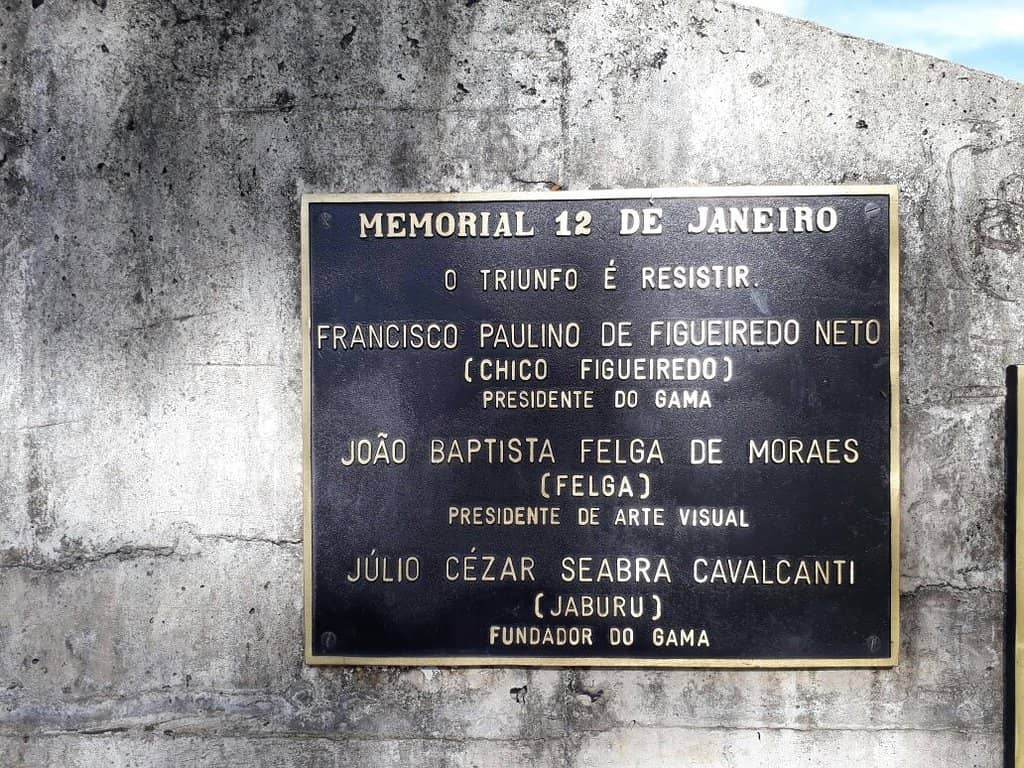 MEMORIAL 12 DE JANEIRO
O TRIUNFO É RESISTIR.
FRANCISCO PAULINO DE FIGUEIREDO NETO
(CHICO FIGUEIREDO)
PRESIDENTE DO GAMA
JOÃO BAPTISTA FELGA DE MORAES
(FELGA)
PRESIDENTE DE ARTE VISUAL
JÚLIO CÉZAR SEABRA CAVALCANTI
(JABURU)
FUNDADOR DO GAMA